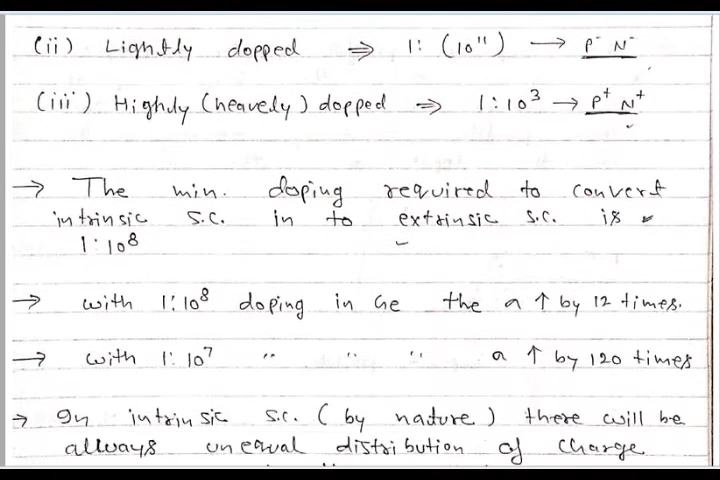 (ii) Lightly dopped ⇒ 1: (10¹¹) → P⁻ N⁻
(iii) Highly (heavely) dopped ⇒ 1:10³ → P⁺ N⁺
→ The min. doping required to convert
intrinsic S.C. in to extrinsic S.C. is
1:10⁸
→ with 1:10⁸ doping in Ge the a ↑ by 12 times.
→ with 1:10⁷ " " " a ↑ by 120 times
→ In intrinsic S.C. ( by nature ) there will be
allways unequal distribution of charge